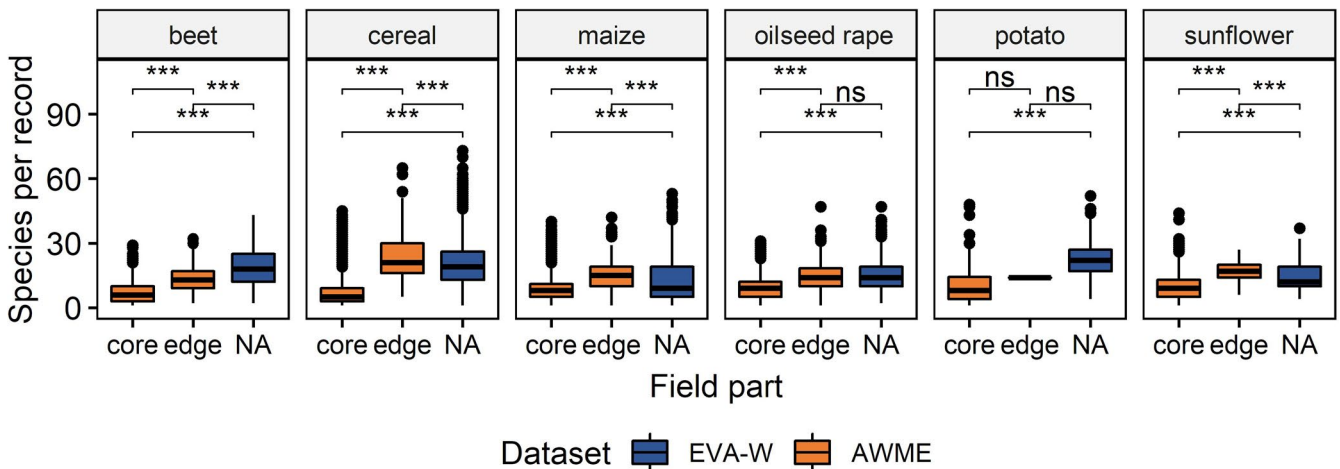 beet cereal maize oilseed rape potato sunflower
*** *** *** *** ns ***
*** *** *** ns ns ***
*** *** *** *** *** ***
Species per record
90
60
30
0
core edge NA core edge NA core edge NA core edge NA core edge NA core edge NA
Field part
Dataset EVA-W AWME